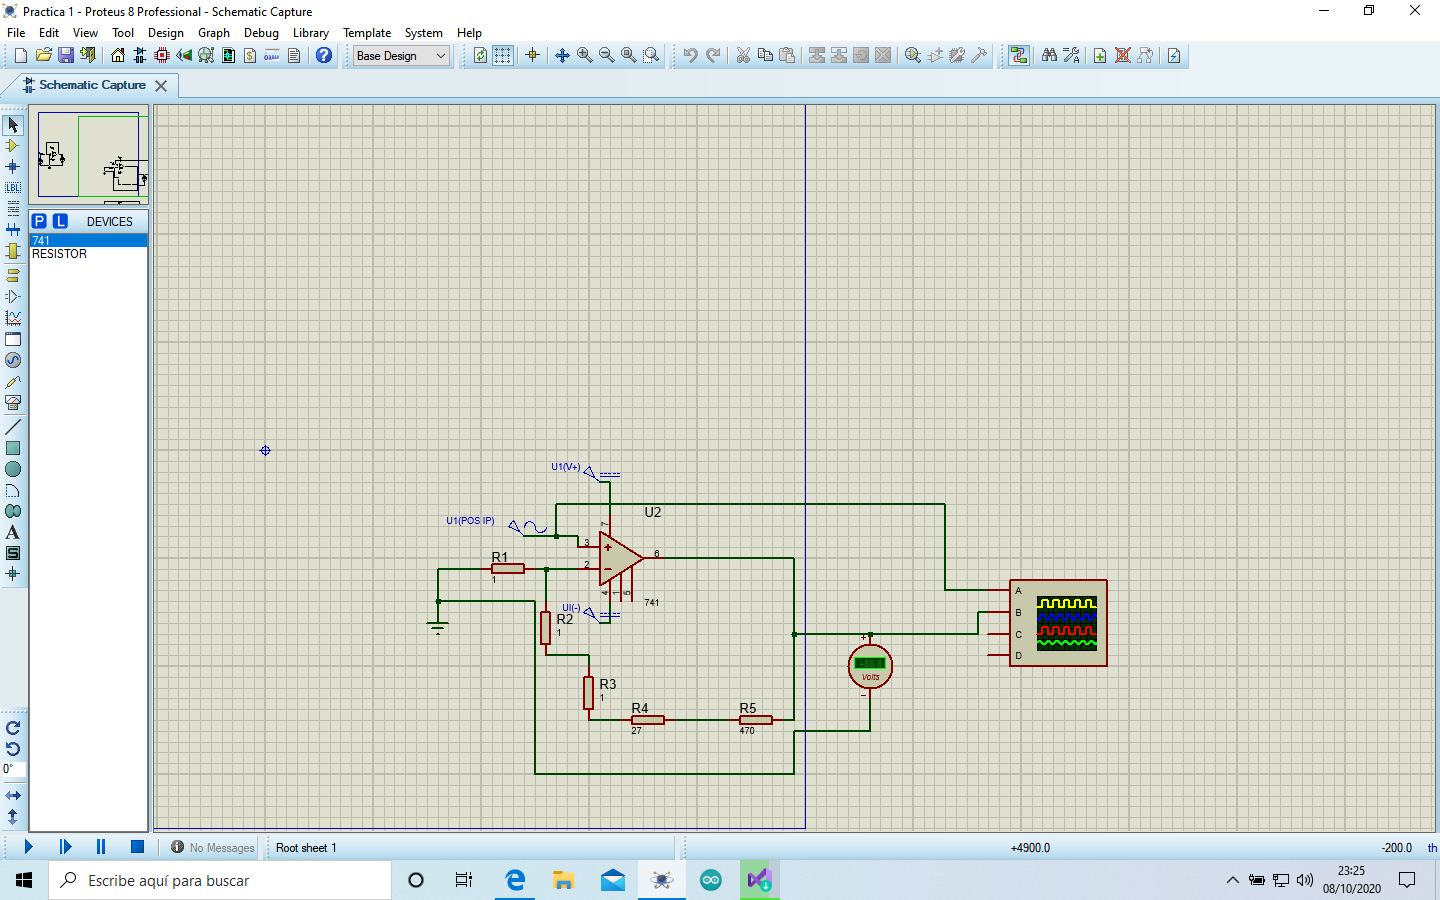 Practica 1 - Proteus 8 Professional - Schematic Capture
File Edit View Tool Design Graph Debug Library Template System Help
Base Design
Schematic Capture
P L DEVICES
741
RESISTOR
LBL
A
S
0°
U1(V+)
U2
U1(POS IP)
7
3
6
2
R1
1
4 1 5
741
UI(-)
R2
1
R3
1
R4
27
R5
470
A
B
C
D
+
Volts
−
No Messages
Root sheet 1
+4900.0
-200.0
th
Escribe aquí para buscar
23:25
08/10/2020